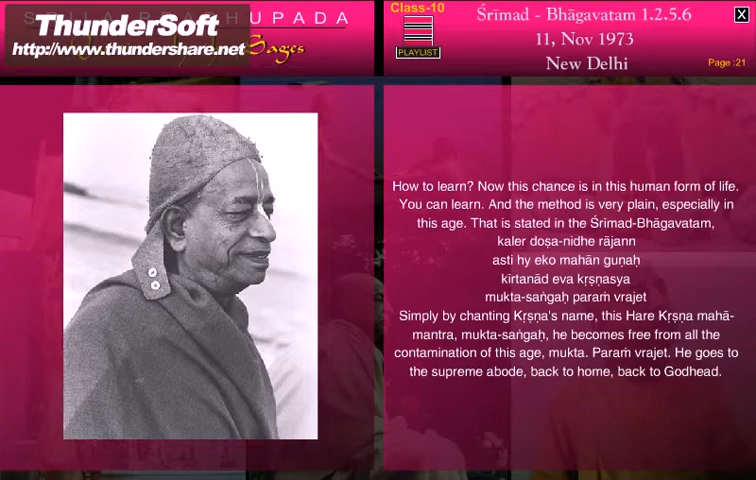 ThunderSoft
http://www.thundershare.net
UPADA
Sages
Class-10
PLAYLIST
Śrīmad - Bhāgavatam 1.2.5.6
11, Nov 1973
New Delhi
X
Page :21
How to learn? Now this chance is in this human form of life.
You can learn. And the method is very plain, especially in
this age. That is stated in the Śrimad-Bhāgavatam,
kaler doṣa-nidhe rājann
asti hy eko mahān guṇaḥ
kirtanād eva kṛṣṇasya
mukta-saṅgaḥ paraṁ vrajet
Simply by chanting Kṛṣṇa's name, this Hare Kṛṣṇa mahā-
mantra, mukta-saṅgaḥ, he becomes free from all the
contamination of this age, mukta. Paraṁ vrajet. He goes to
the supreme abode, back to home, back to Godhead.